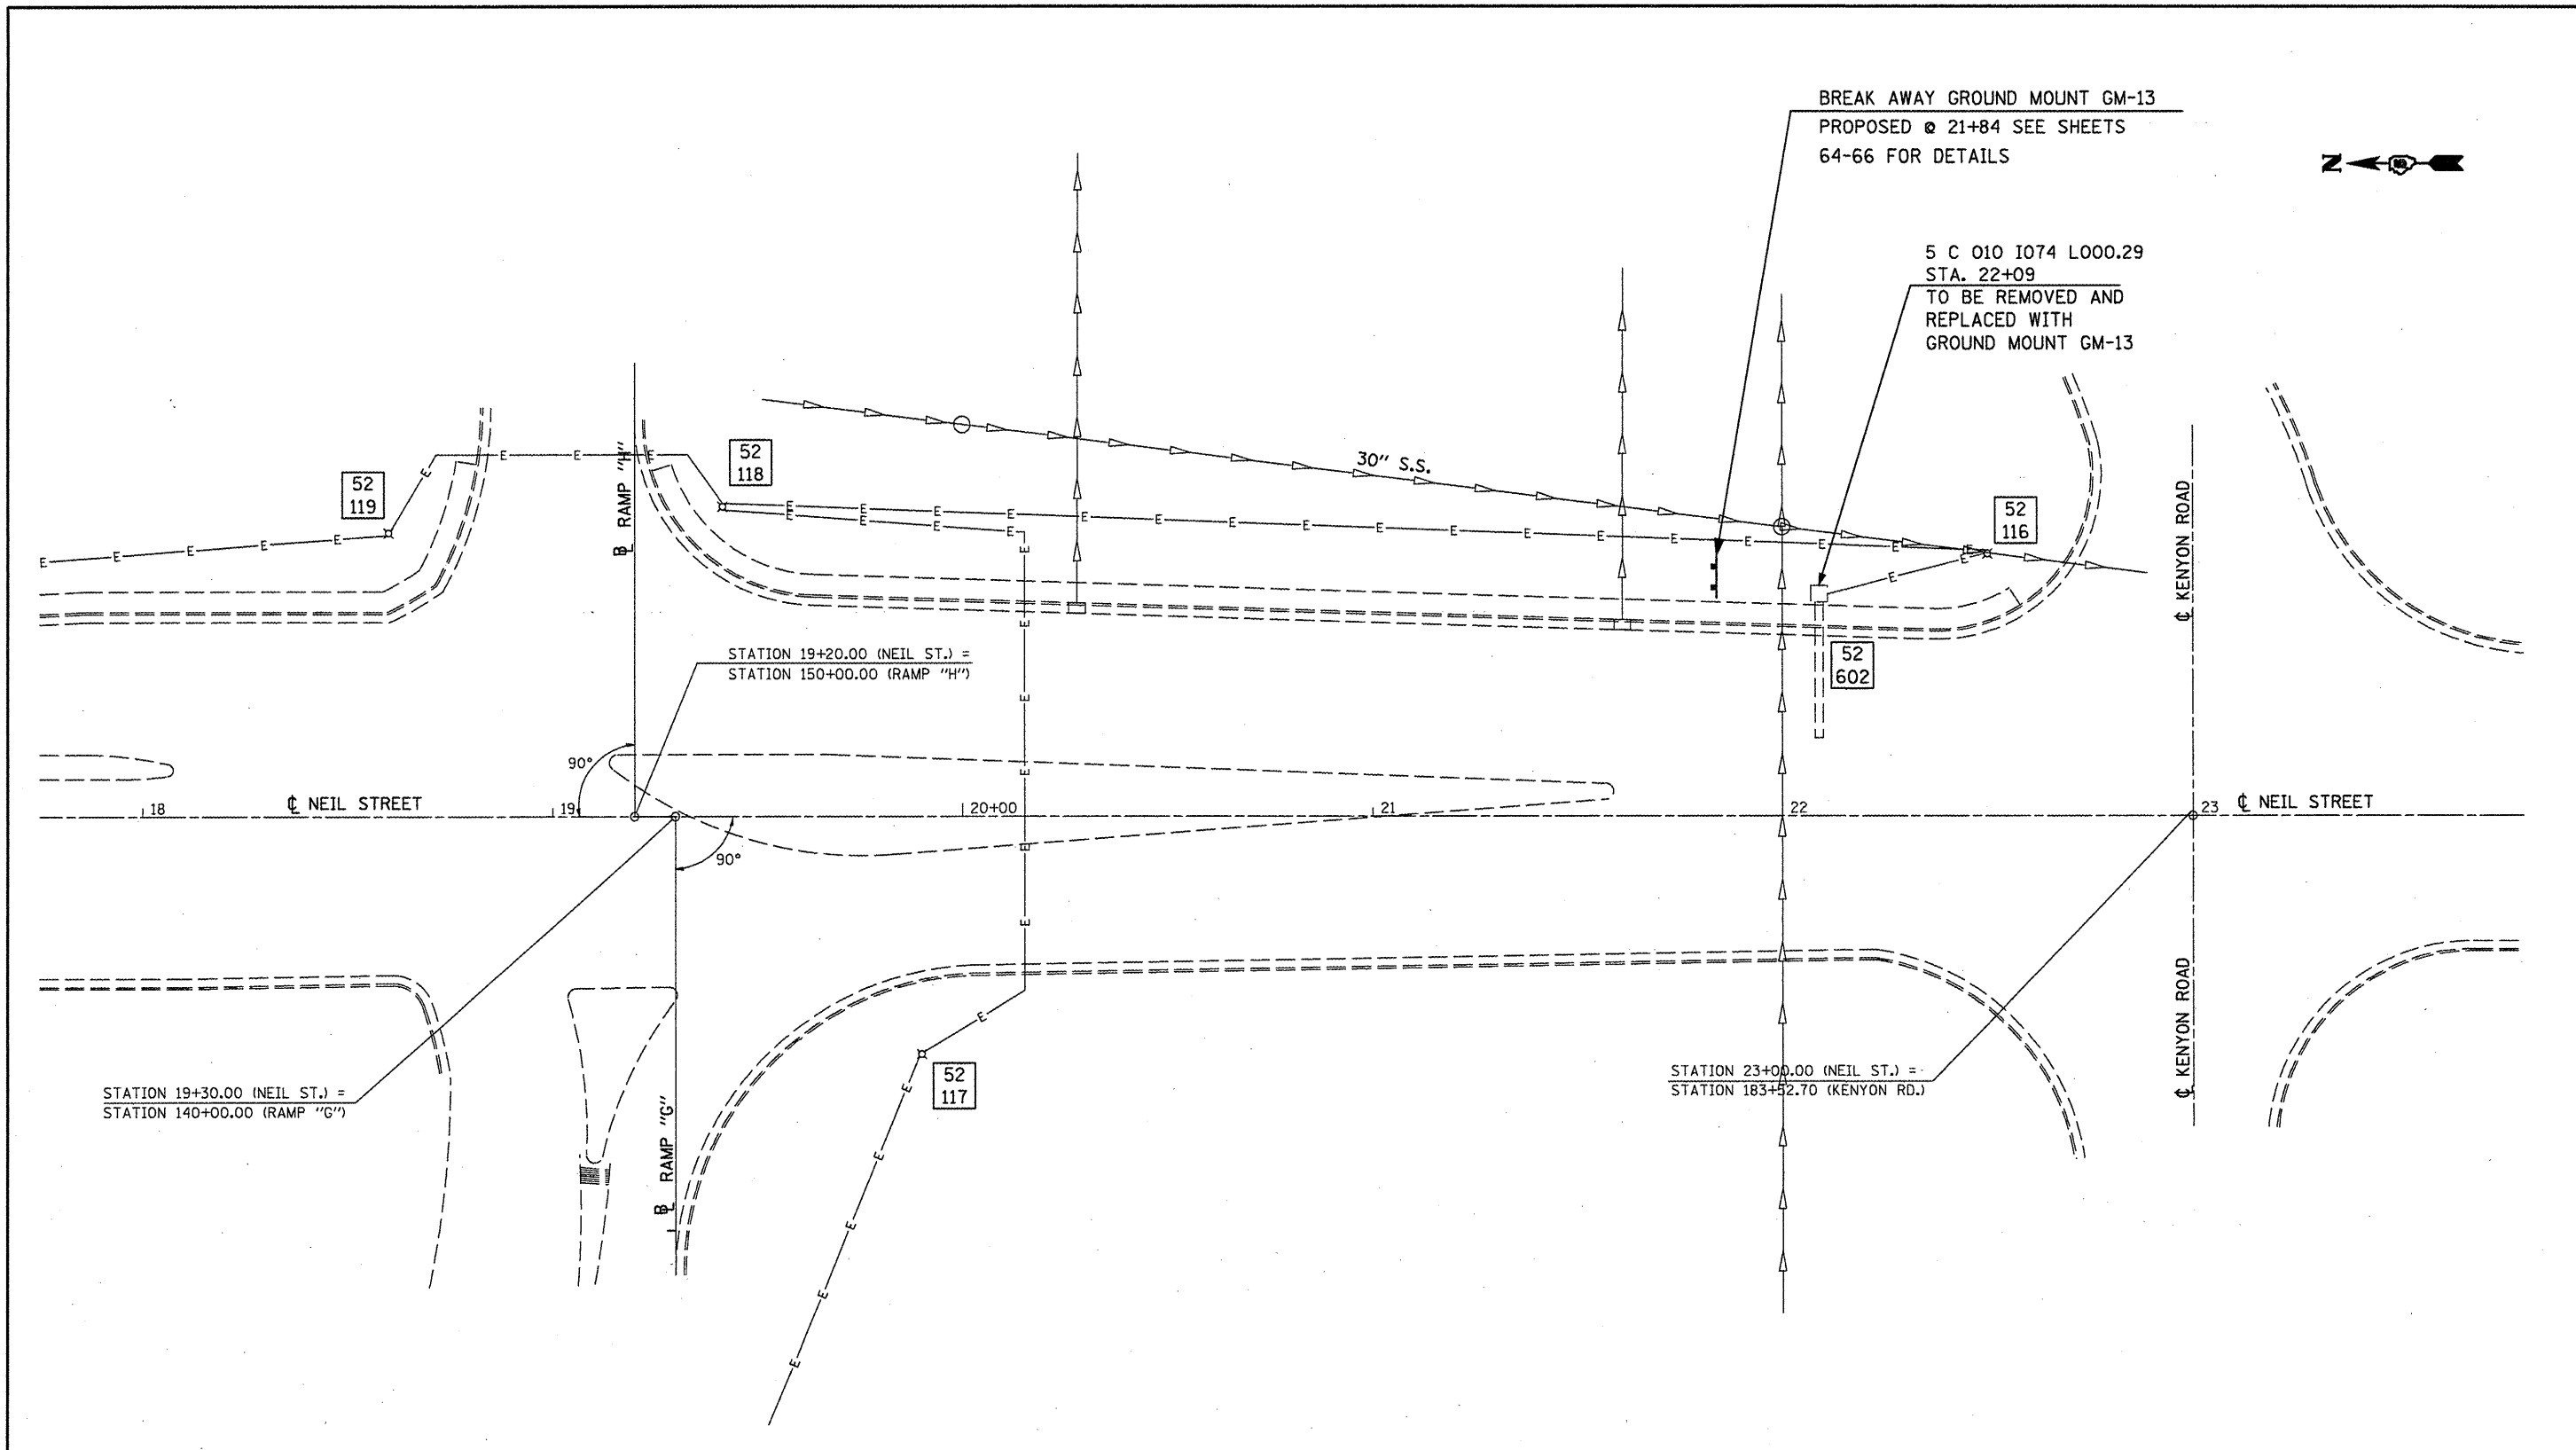 BREAK AWAY GROUND MOUNT GM-13
PROPOSED @ 21+84 SEE SHEETS
64-66 FOR DETAILS
N
5 C 010 I074 L000.29
STA. 22+09
TO BE REMOVED AND
REPLACED WITH
GROUND MOUNT GM-13
52
119
52
118
30" S.S.
52
116
℄ KENYON ROAD
B RAMP "H"
52
602
STATION 19+20.00 (NEIL ST.) =
STATION 150+00.00 (RAMP "H")
90°
18
℄ NEIL STREET
19
20+00
21
22
23
℄ NEIL STREET
90°
52
117
STATION 19+30.00 (NEIL ST.) =
STATION 140+00.00 (RAMP "G")
B RAMP "G"
STATION 23+00.00 (NEIL ST.) =
STATION 183+52.70 (KENYON RD.)
℄ KENYON ROAD
E E E E E E E E E E E E E E E E E E E E E E E E E E E E E E